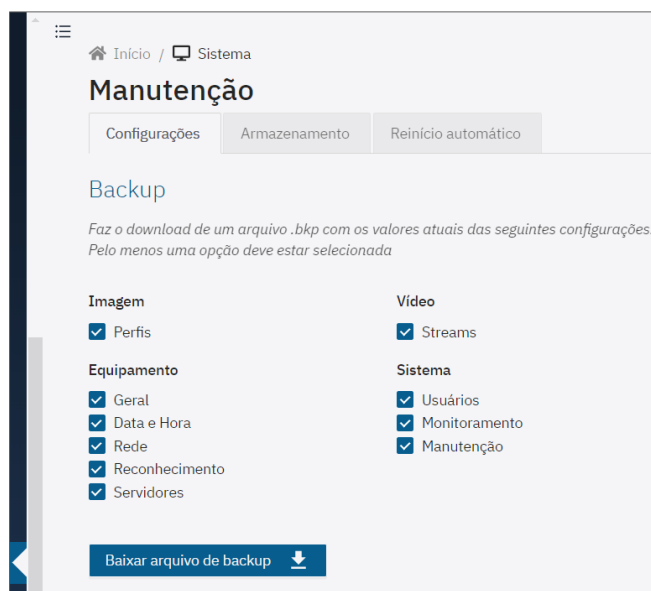 Início / Sistema
Manutenção
Configurações Armazenamento Reinício automático
Backup
Faz o download de um arquivo .bkp com os valores atuais das seguintes configurações.
Pelo menos uma opção deve estar selecionada
Imagem Vídeo
Perfis Streams
Equipamento Sistema
Geral Usuários
Data e Hora Monitoramento
Rede Manutenção
Reconhecimento
Servidores
Baixar arquivo de backup